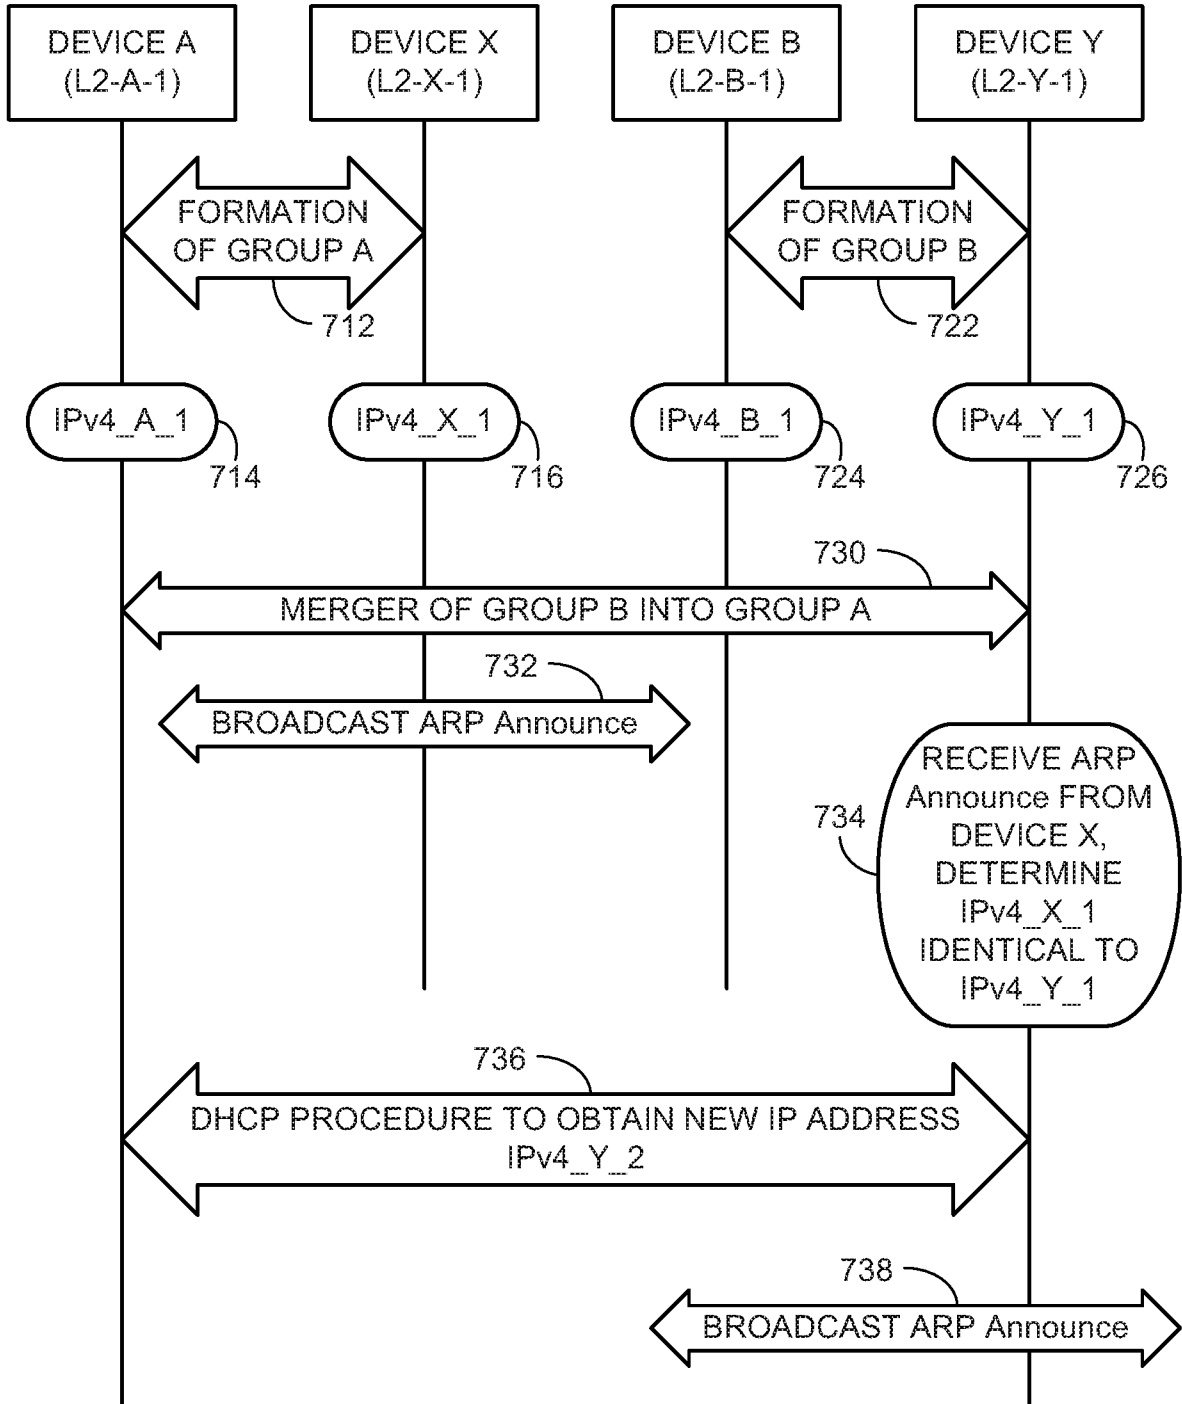 DEVICE A
(L2-A-1)
DEVICE X
(L2-X-1)
DEVICE B
(L2-B-1)
DEVICE Y
(L2-Y-1)
FORMATION
OF GROUP A
712
FORMATION
OF GROUP B
722
IPv4_A_1
714
IPv4_X_1
716
IPv4_B_1
724
IPv4_Y_1
726
730
MERGER OF GROUP B INTO GROUP A
732
BROADCAST ARP Announce
734
RECEIVE ARP
Announce FROM
DEVICE X,
DETERMINE
IPv4_X_1
IDENTICAL TO
IPv4_Y_1
736
DHCP PROCEDURE TO OBTAIN NEW IP ADDRESS
IPv4_Y_2
738
BROADCAST ARP Announce